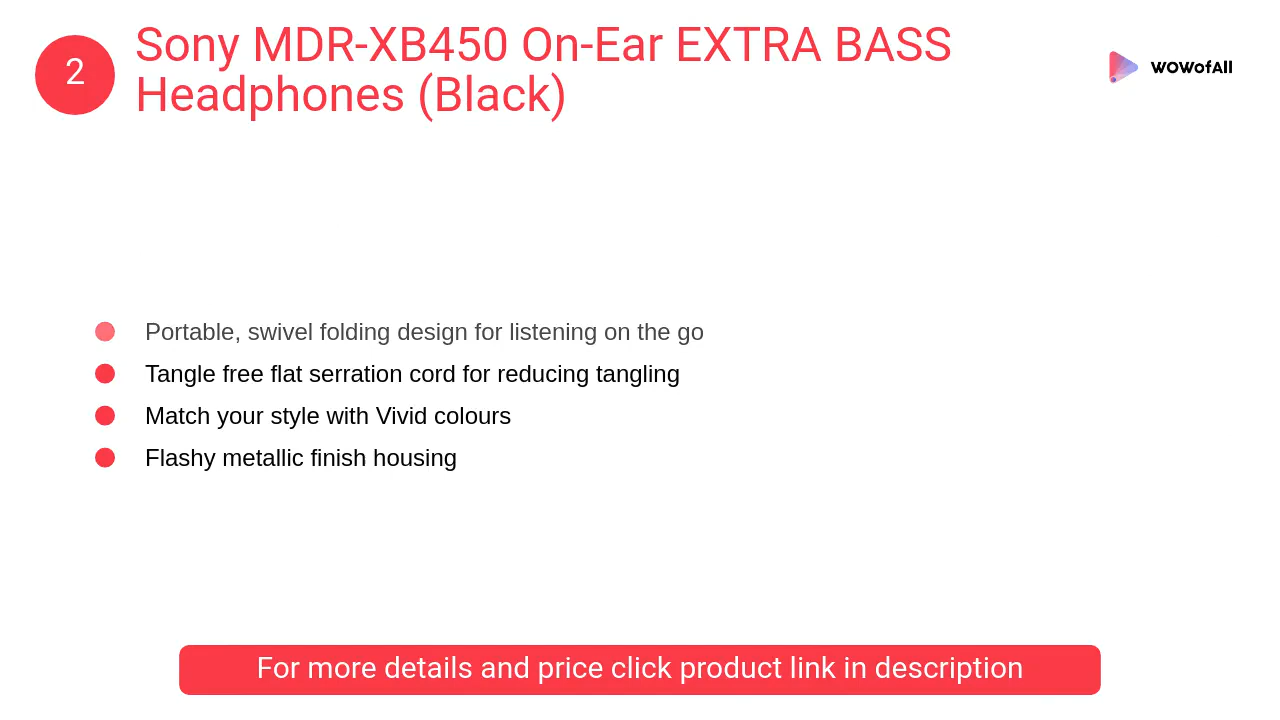 2
Sony MDR-XB450 On-Ear EXTRA BASS
Headphones (Black)
WOWofAll
Portable, swivel folding design for listening on the go
Tangle free flat serration cord for reducing tangling
Match your style with Vivid colours
Flashy metallic finish housing
For more details and price click product link in description